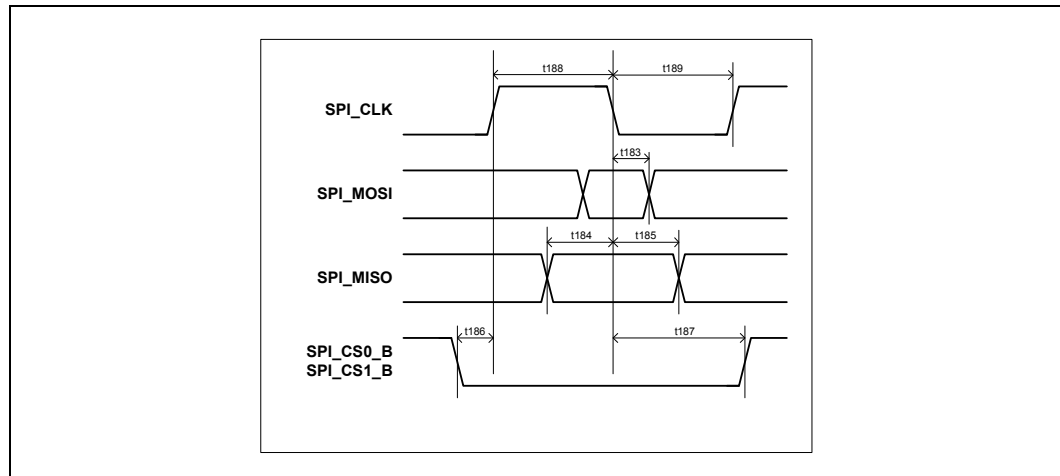 t188 t189
SPI_CLK
t183
SPI_MOSI
t184 t185
SPI_MISO
t186 t187
SPI_CS0_B
SPI_CS1_B